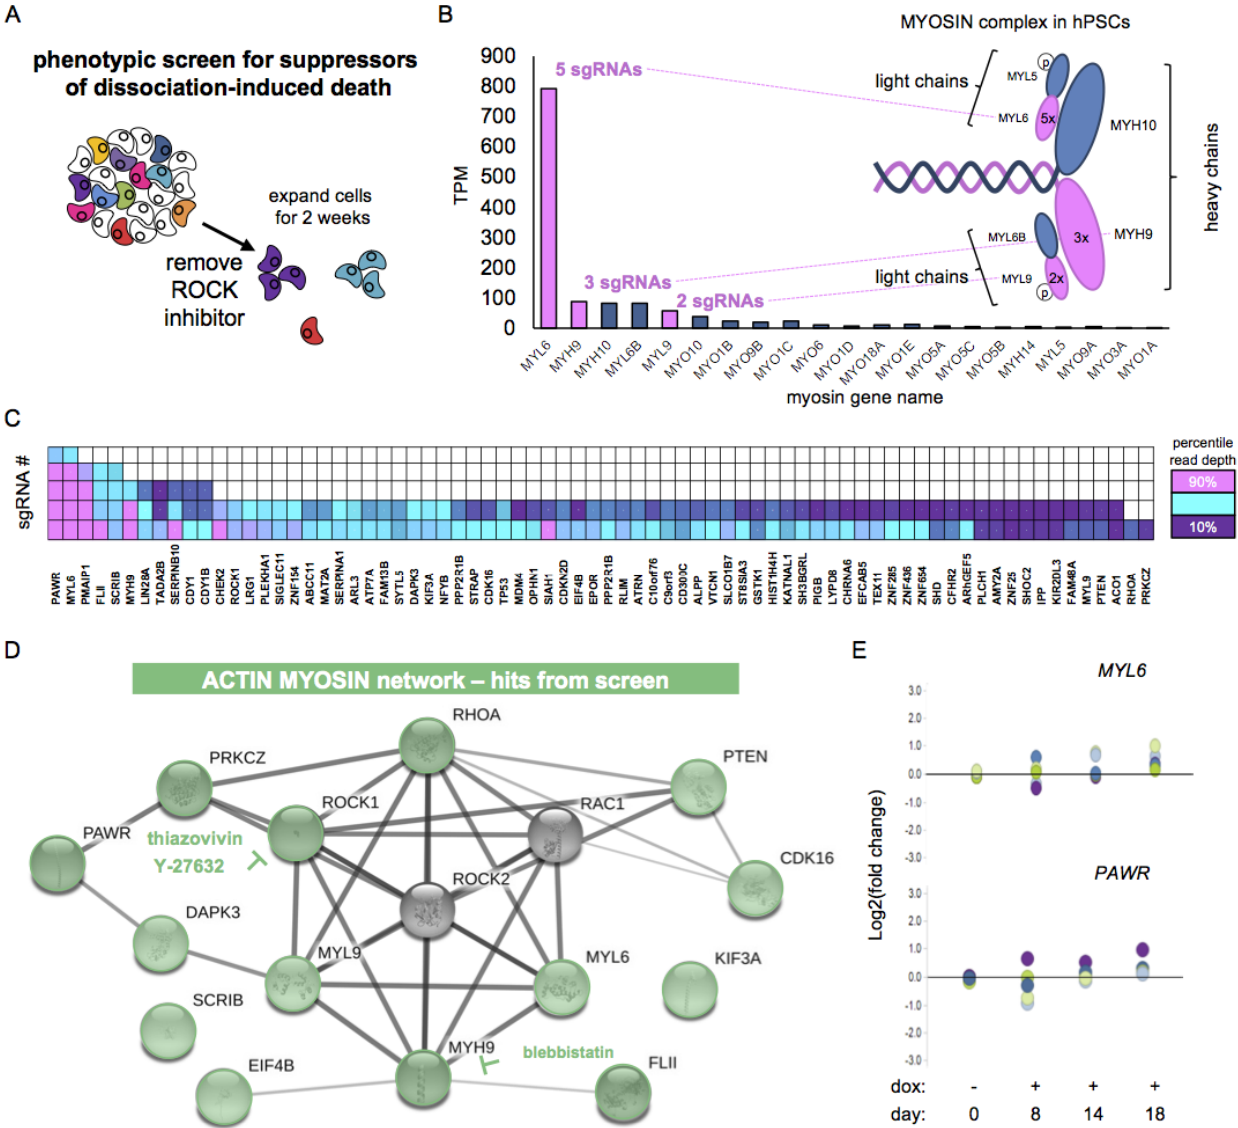 A
phenotypic screen for suppressors
of dissociation-induced death
expand cells
for 2 weeks
remove
ROCK
inhibitor
B
MYOSIN complex in hPSCs
TPM
900
800
700
600
500
400
300
200
100
0
5 sgRNAs
3 sgRNAs
2 sgRNAs
light chains
p
MYL5
MYL6
5x
MYH10
heavy chains
MYL6B
3x
MYH9
light chains
MYL9
2x
p
MYL6
MYH9
MYH10
MYL6B
MYL9
MYO10
MYO1B
MYO9B
MYO1C
MYO6
MYO1D
MYO18A
MYO1E
MYO5A
MYO5C
MYO5B
MYH14
MYL5
MYO9A
MYO3A
MYO1A
myosin gene name
C
sgRNA #
percentile
read depth
90%
10%
PAWR
MYL6
PMAIP1
FLII
SCRIB
MYH9
LIN28A
TADA2B
SERPNB10
CDY1
CDY1B
CHEK2
ROCK1
LRG1
PLEKHA1
SIGLEC11
ZNF154
ABCC11
MAT2A
SERPNA1
ARL3
ATP7A
FAM13B
SYTL5
DAPK3
KIF3A
NFYB
PPP2R1B
STRAP
CDK16
TP53
MDM4
OPHN1
SIAH1
CDKN2D
EIF4B
EPOR
PPP2R1B
RLIM
ATRN
C10orf76
C9orf3
CD300C
ALPP
VTCN1
SLCO1B7
ST8SIA3
GSTK1
HIST1H4H
KATNAL1
SH3BGRL
PIGB
LYPD8
CHRNA6
EFCAB5
TEX11
ZNF285
ZNF436
ZNF654
SHD
CFHR2
ARHGEF5
PLCH1
AMY2A
ZNF25
SHOC2
IPP
KIR2DL3
FAM48A
MYL9
PTEN
ACO1
RHOA
PRKCZ
D
ACTIN MYOSIN network – hits from screen
RHOA
PRKCZ
PTEN
ROCK1
RAC1
PAWR
thiazovivin
Y-27632
CDK16
ROCK2
DAPK3
MYL9
MYL6
KIF3A
SCRIB
MYH9
blebbistatin
EIF4B
FLII
E
MYL6
3.0
2.0
1.0
0.0
-1.0
-2.0
-3.0
Log2(fold change)
PAWR
3.0
2.0
1.0
0.0
-1.0
-2.0
-3.0
dox: - + + +
day: 0 8 14 18